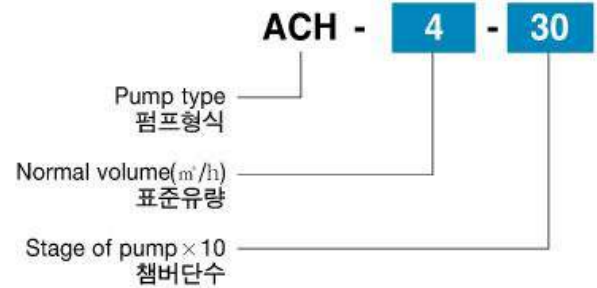 ACH - 4 - 30
Pump type
펌프형식
Normal volume(㎥/h)
표준유량
Stage of pump×10
챔버단수